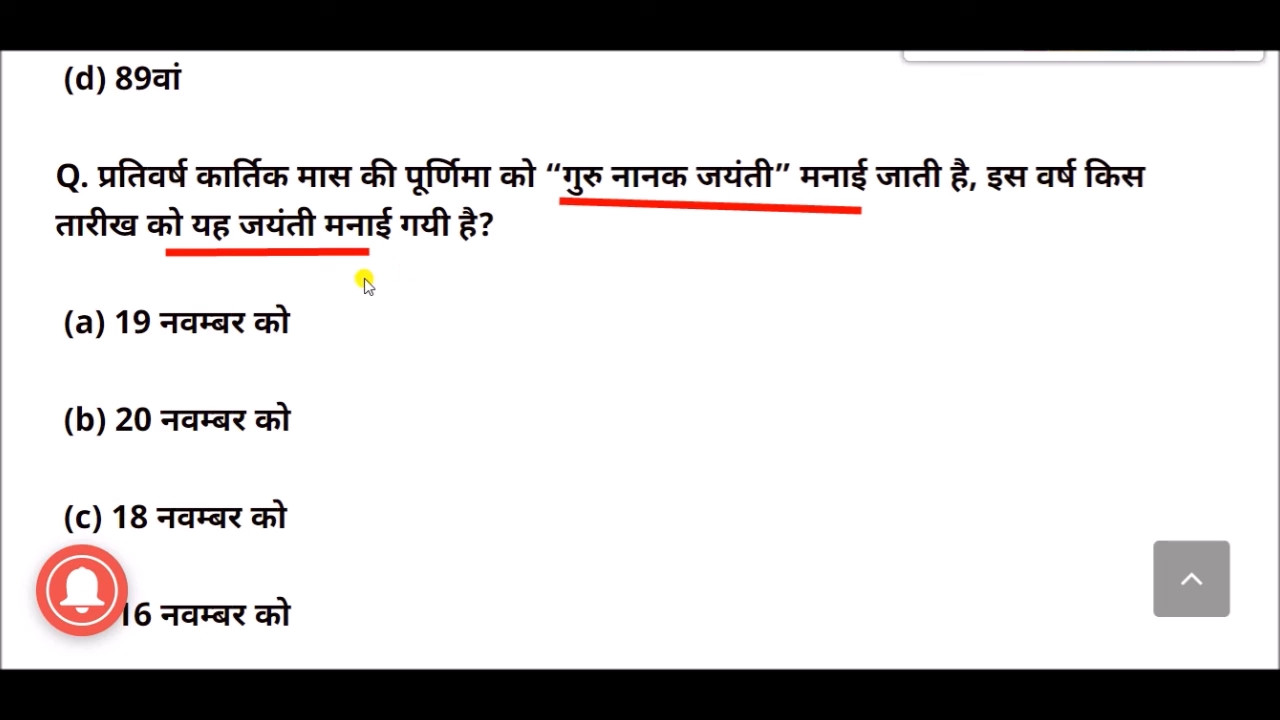 (d) 89वां
Q. प्रतिवर्ष कार्तिक मास की पूर्णिमा को “गुरु नानक जयंती” मनाई जाती है, इस वर्ष किस
तारीख को यह जयंती मनाई गयी है?
(a) 19 नवम्बर को
(b) 20 नवम्बर को
(c) 18 नवम्बर को
16 नवम्बर को